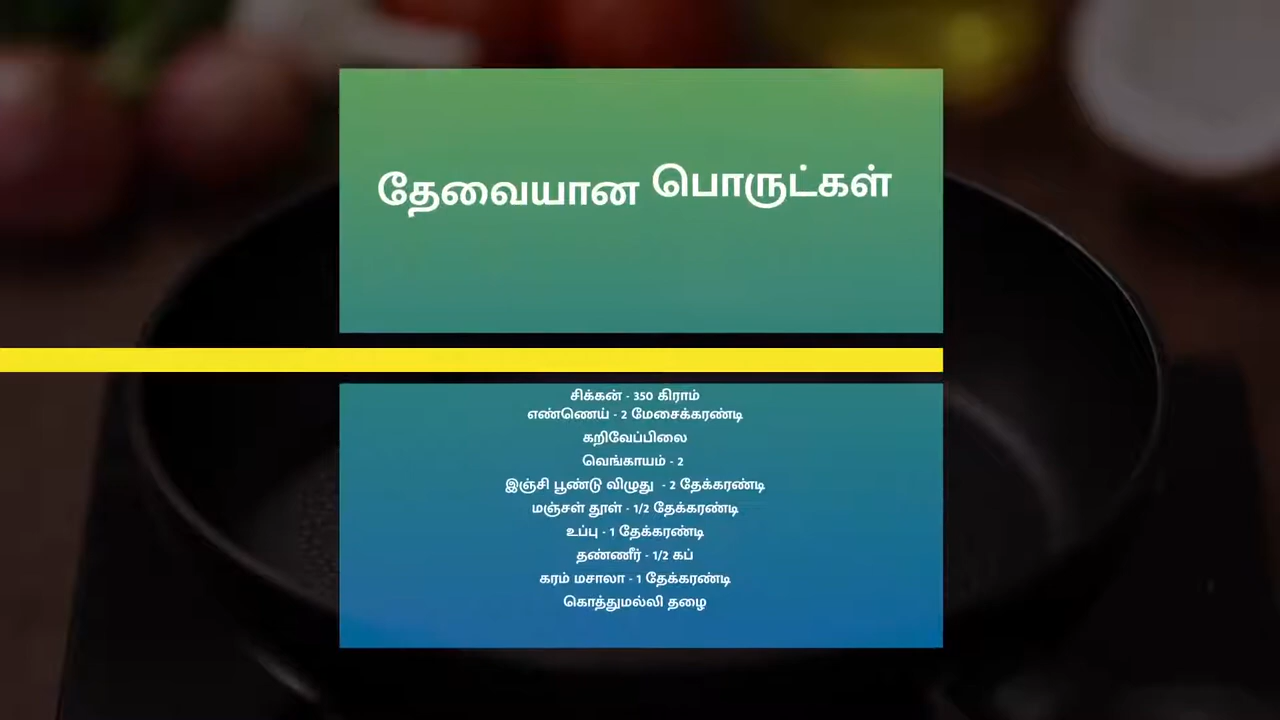 தேவையான பொருட்கள்
சிக்கன் - 350 கிராம்
எண்ணெய் - 2 மேசைக்கரண்டி
கறிவேப்பிலை
வெங்காயம் - 2
இஞ்சி பூண்டு விழுது - 2 தேக்கரண்டி
மஞ்சள் தூள் - 1/2 தேக்கரண்டி
உப்பு - 1 தேக்கரண்டி
தண்ணீர் - 1/2 கப்
கரம் மசாலா - 1 தேக்கரண்டி
கொத்துமல்லி தழை